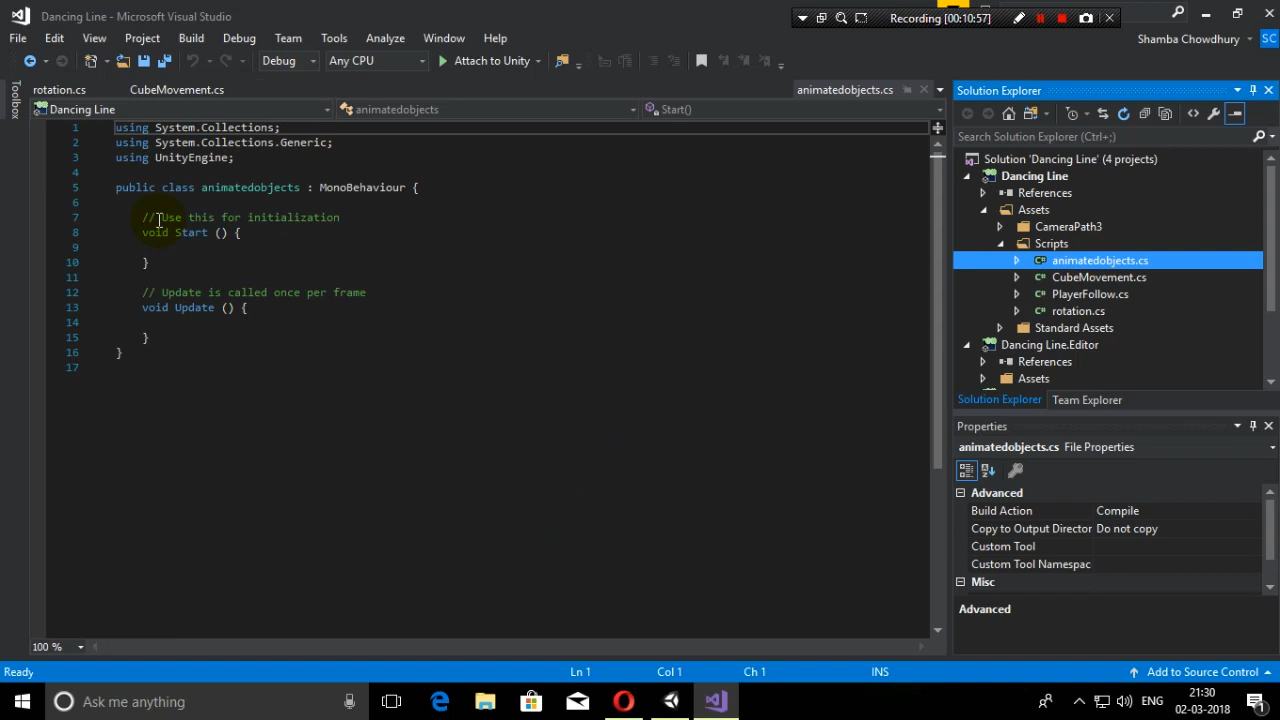 Dancing Line - Microsoft Visual Studio
Recording [00:10:57]
File Edit View Project Build Debug Team Tools Analyze Window Help
Shamba Chowdhury SC
Debug Any CPU Attach to Unity
Toolbox
rotation.cs CubeMovement.cs animatedobjects.cs
Dancing Line animatedobjects Start()
1 using System.Collections;
2 using System.Collections.Generic;
3 using UnityEngine;
4
5 public class animatedobjects : MonoBehaviour {
6
7 // Use this for initialization
8 void Start () {
9
10 }
11
12 // Update is called once per frame
13 void Update () {
14
15 }
16 }
17
100 %
Solution Explorer
Search Solution Explorer (Ctrl+;)
Solution 'Dancing Line' (4 projects)
Dancing Line
References
Assets
CameraPath3
Scripts
animatedobjects.cs
CubeMovement.cs
PlayerFollow.cs
rotation.cs
Standard Assets
Dancing Line.Editor
References
Assets
Solution Explorer Team Explorer
Properties
animatedobjects.cs File Properties
Advanced
Build Action Compile
Copy to Output Director Do not copy
Custom Tool
Custom Tool Namespac
Misc
Advanced
Ready Ln 1 Col 1 Ch 1 INS Add to Source Control
Ask me anything
ENG
21:30
02-03-2018
1